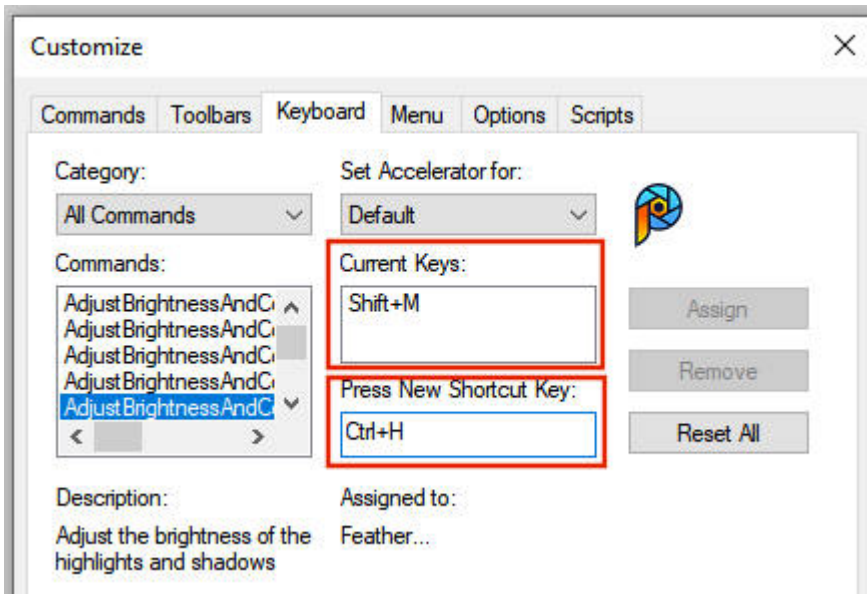 Customize
Commands Toolbars Keyboard Menu Options Scripts
Category:
All Commands
Set Accelerator for:
Default
Commands:
AdjustBrightnessAndC
AdjustBrightnessAndC
AdjustBrightnessAndC
AdjustBrightnessAndC
AdjustBrightnessAndC
Current Keys:
Shift+M
Press New Shortcut Key:
Ctrl+H
Assign
Remove
Reset All
Description:
Adjust the brightness of the
highlights and shadows
Assigned to:
Feather...